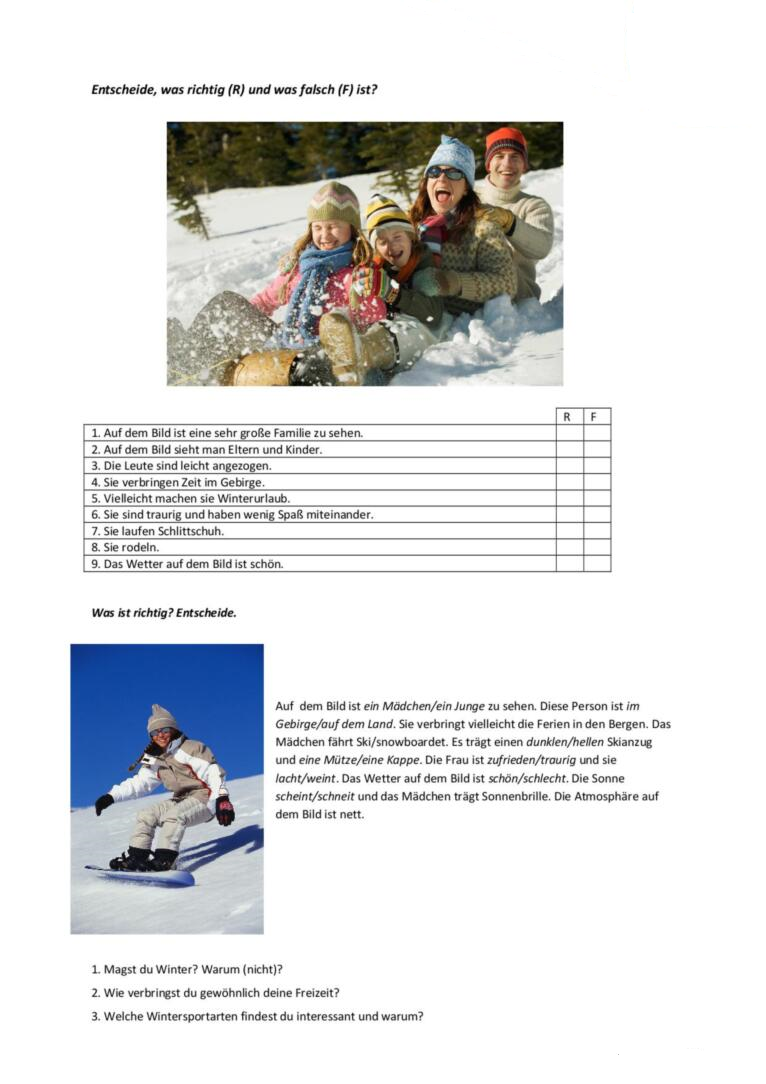 Entscheide, was richtig (R) und was falsch (F) ist?
R F
1. Auf dem Bild ist eine sehr große Familie zu sehen.
2. Auf dem Bild sieht man Eltern und Kinder.
3. Die Leute sind leicht angezogen.
4. Sie verbringen Zeit im Gebirge.
5. Vielleicht machen sie Winterurlaub.
6. Sie sind traurig und haben wenig Spaß miteinander.
7. Sie laufen Schlittschuh.
8. Sie rodeln.
9. Das Wetter auf dem Bild ist schön.
Was ist richtig? Entscheide.
Auf dem Bild ist ein Mädchen/ein Junge zu sehen. Diese Person ist im
Gebirge/auf dem Land. Sie verbringt vielleicht die Ferien in den Bergen. Das
Mädchen fährt Ski/snowboardet. Es trägt einen dunklen/hellen Skianzug
und eine Mütze/eine Kappe. Die Frau ist zufrieden/traurig und sie
lacht/weint. Das Wetter auf dem Bild ist schön/schlecht. Die Sonne
scheint/schneit und das Mädchen trägt Sonnenbrille. Die Atmosphäre auf
dem Bild ist nett.
1. Magst du Winter? Warum (nicht)?
2. Wie verbringst du gewöhnlich deine Freizeit?
3. Welche Wintersportarten findest du interessant und warum?